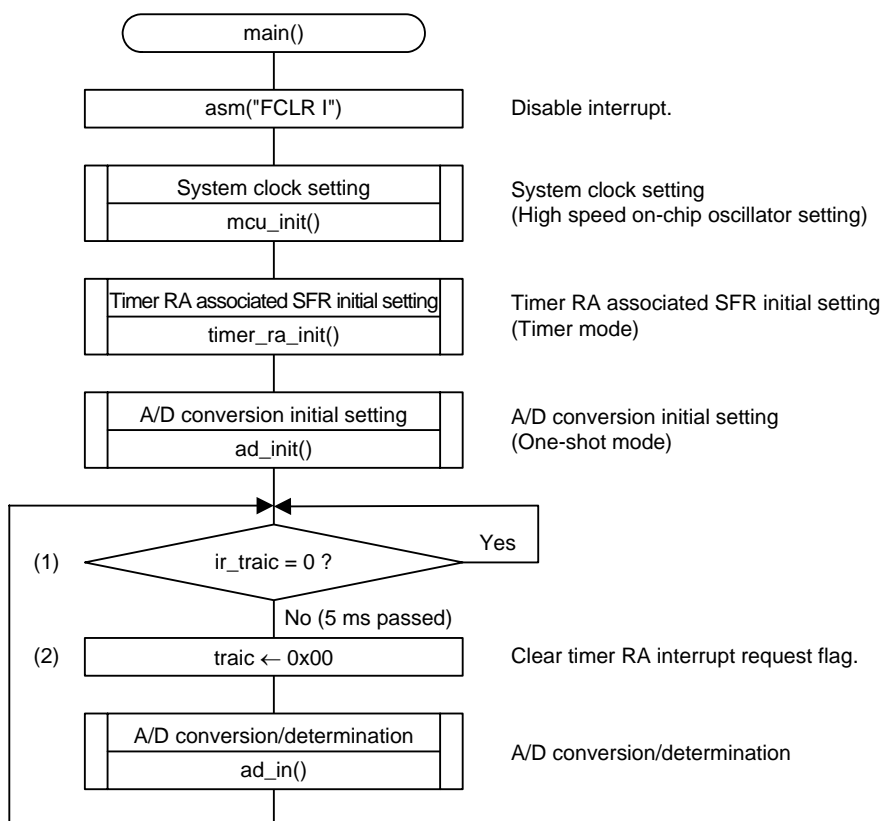 main()
asm("FCLR I")
Disable interrupt.
System clock setting
mcu_init()
System clock setting
(High speed on-chip oscillator setting)
Timer RA associated SFR initial setting
timer_ra_init()
Timer RA associated SFR initial setting
(Timer mode)
A/D conversion initial setting
ad_init()
A/D conversion initial setting
(One-shot mode)
(1)
ir_traic = 0 ?
Yes
No (5 ms passed)
(2)
traic ← 0x00
Clear timer RA interrupt request flag.
A/D conversion/determination
ad_in()
A/D conversion/determination